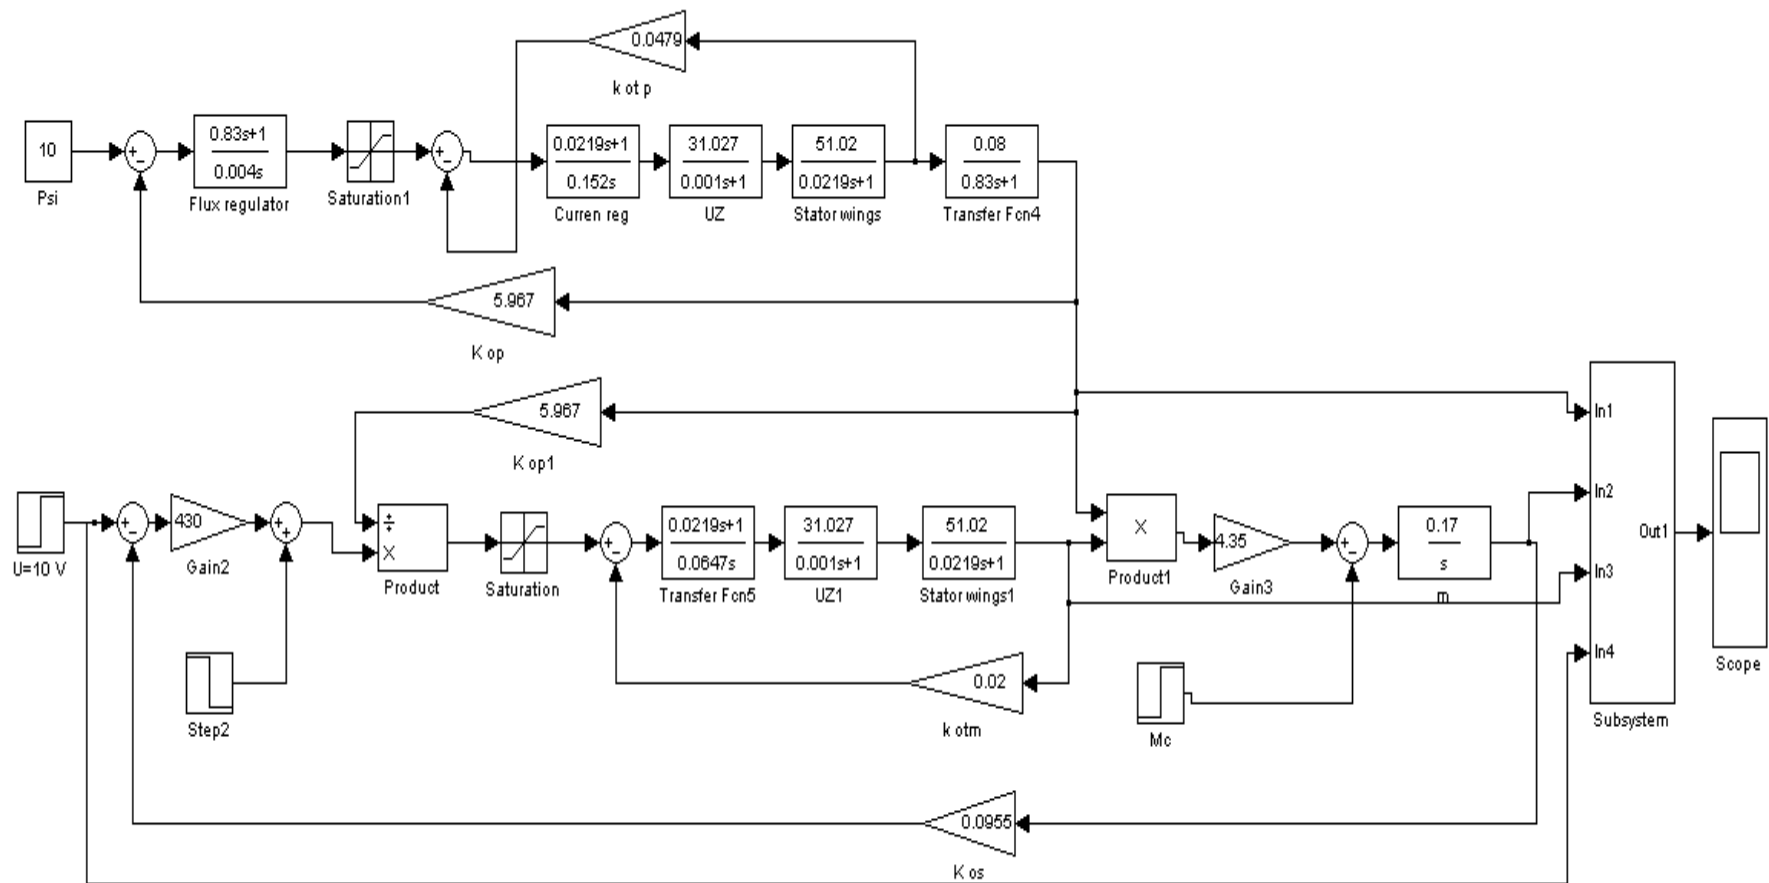 0.0479
k ot p
10
Psi
0.83s+1
0.004s
Flux regulator
Saturation1
0.0219s+1
0.152s
Curren reg
31.027
0.001s+1
UZ
51.02
0.0219s+1
Stator wings
0.08
0.83s+1
Transfer Fcn4
5.967
K op
5.967
K op1
U=10 V
430
Gain2
Step2
÷
X
Product
Saturation
0.0219s+1
0.0647s
Transfer Fcn5
31.027
0.001s+1
UZ1
51.02
0.0219s+1
Stator wings1
X
Product1
4.35
Gain3
0.17
s
m
In1
In2
In3
In4
Out1
Subsystem
Scope
0.02
k otm
Mc
0.0955
K os